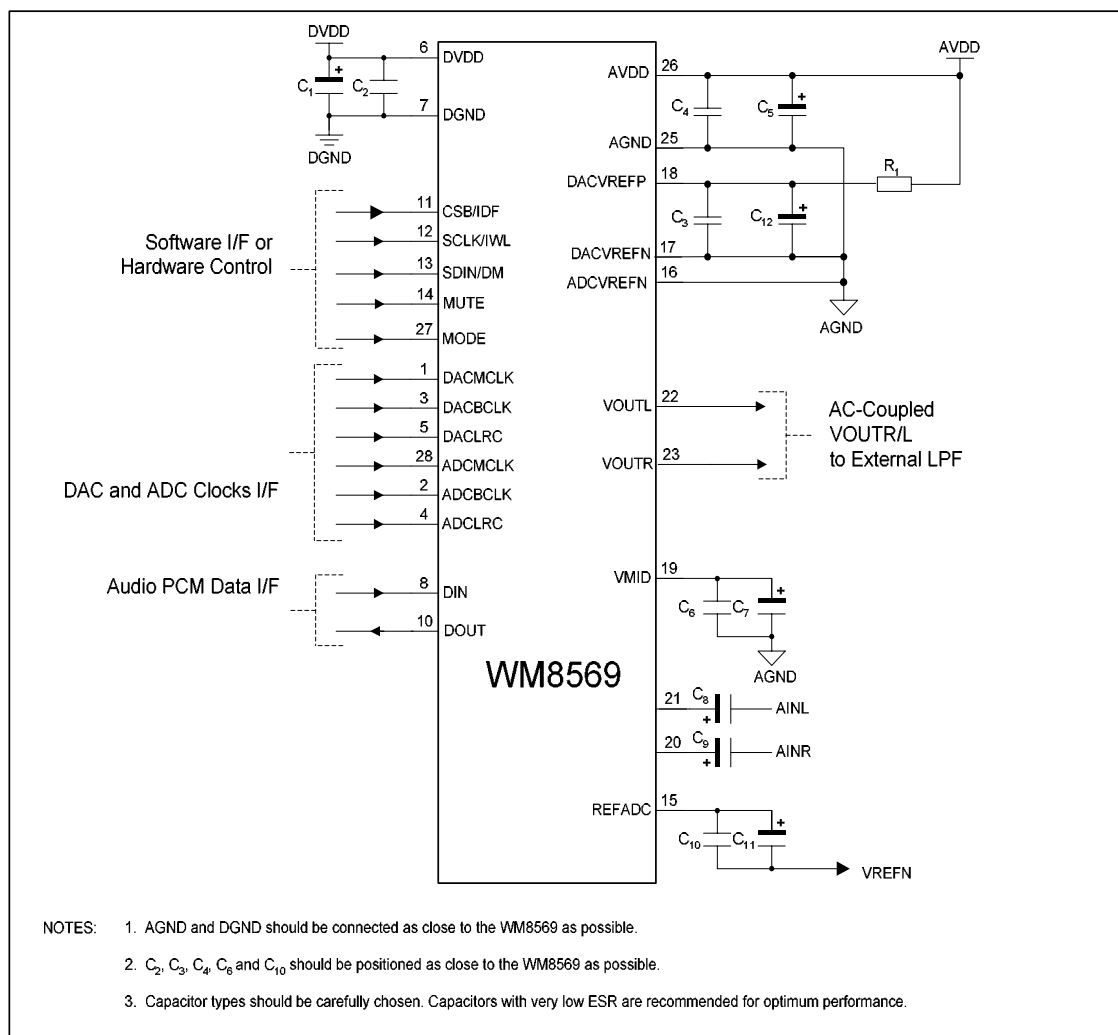 DVDD
6
DVDD
C1
C2
7
DGND
DGND
Software I/F or
Hardware Control
11
CSB/IDF
12
SCLK/IWL
13
SDIN/DM
14
MUTE
27
MODE
1
DACMCLK
3
DACBCLK
5
DACLRC
28
ADCMCLK
2
ADCBCLK
4
ADCLRC
DAC and ADC Clocks I/F
Audio PCM Data I/F
8
DIN
10
DOUT
WM8569
AVDD
AVDD
26
C4
C5
+
+
AGND
25
DACVREFP
18
R1
C3
C12
+
DACVREFN
17
ADCVREFN
16
AGND
VOUTL
22
VOUTR
23
AC-Coupled
VOUTR/L
to External LPF
VMID
19
C6
C7
+
AGND
21
C8
+
AINL
20
C9
+
AINR
REFADC
15
C10
C11
+
VREFN
NOTES: 1. AGND and DGND should be connected as close to the WM8569 as possible.
2. C2, C3, C4, C6 and C10 should be positioned as close to the WM8569 as possible.
3. Capacitor types should be carefully chosen. Capacitors with very low ESR are recommended for optimum performance.